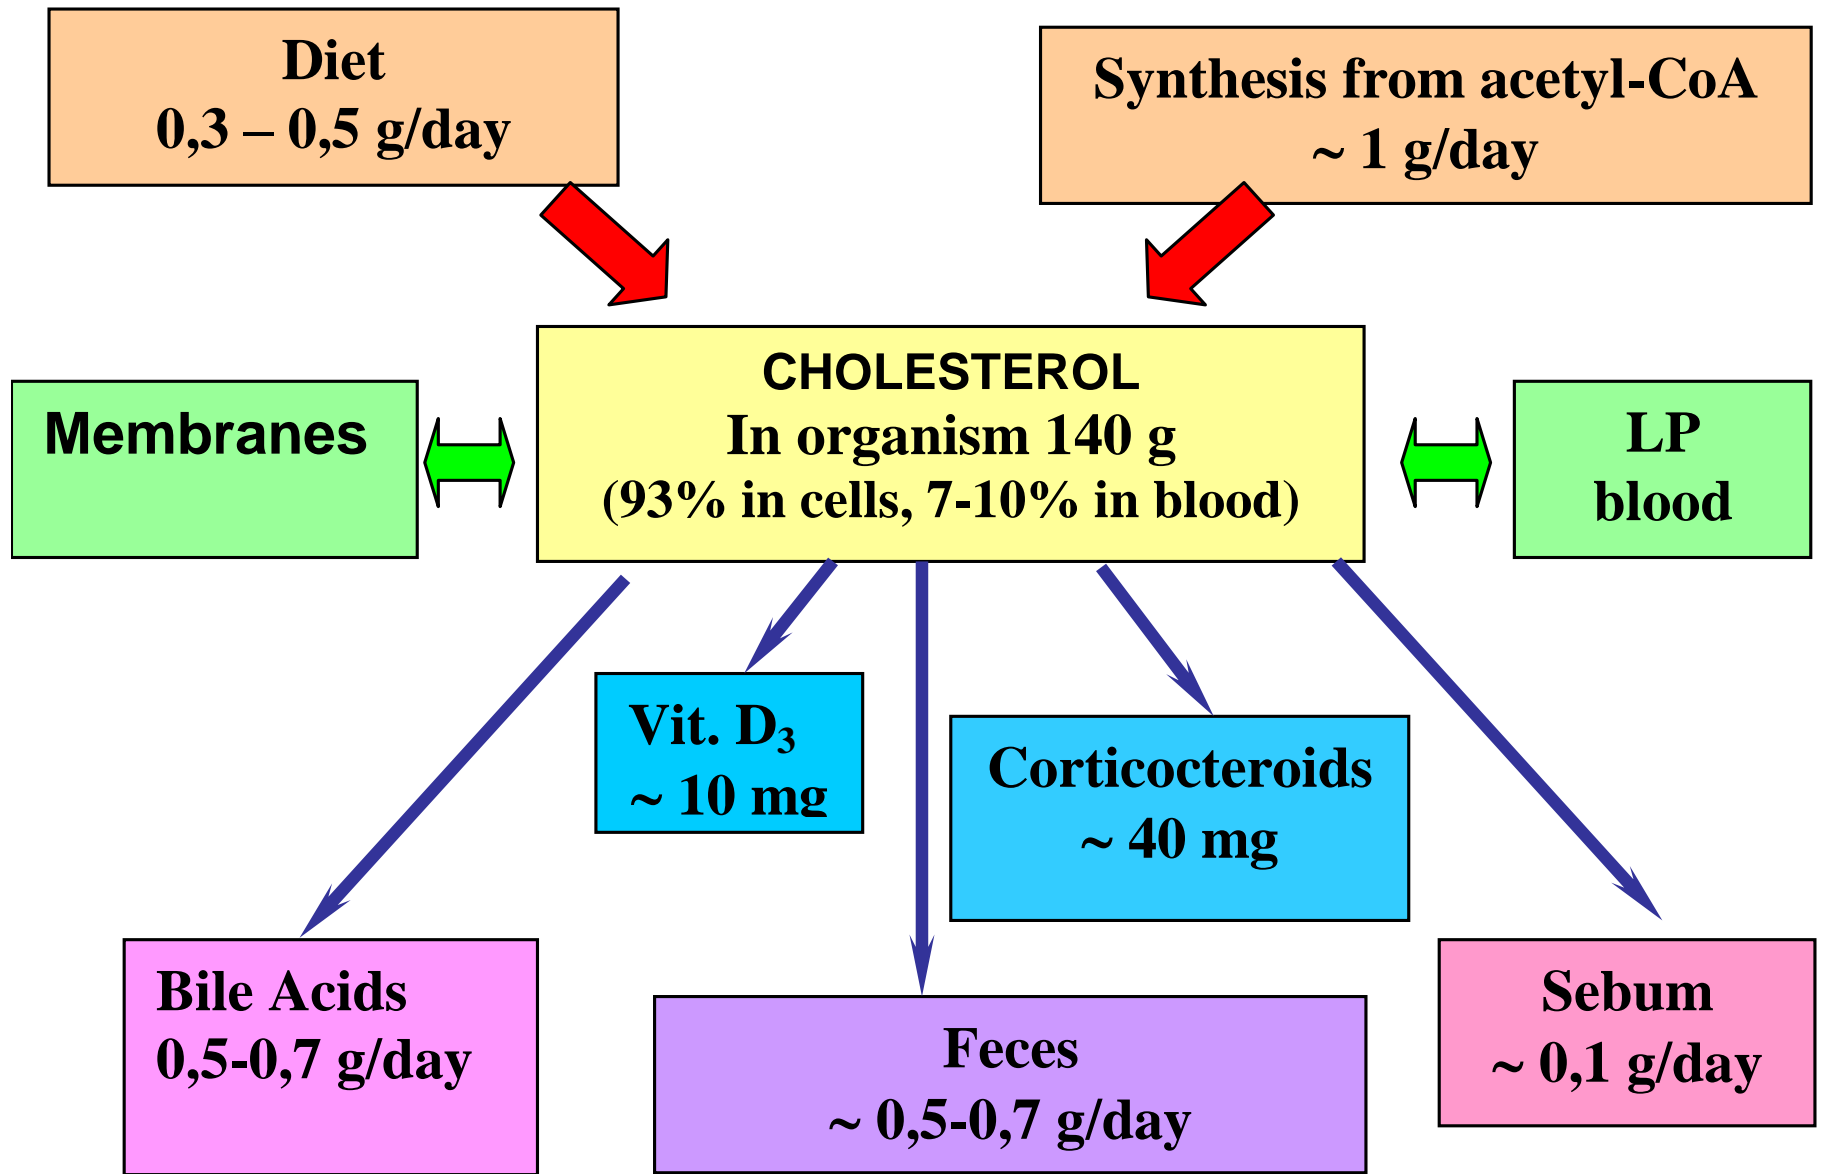 Diet
0,3 – 0,5 g/day
Synthesis from acetyl-CoA
~ 1 g/day
CHOLESTEROL
In organism 140 g
(93% in cells, 7-10% in blood)
Membranes
LP
blood
Vit. D₃
~ 10 mg
Corticocteroids
~ 40 mg
Bile Acids
0,5-0,7 g/day
Feces
~ 0,5-0,7 g/day
Sebum
~ 0,1 g/day